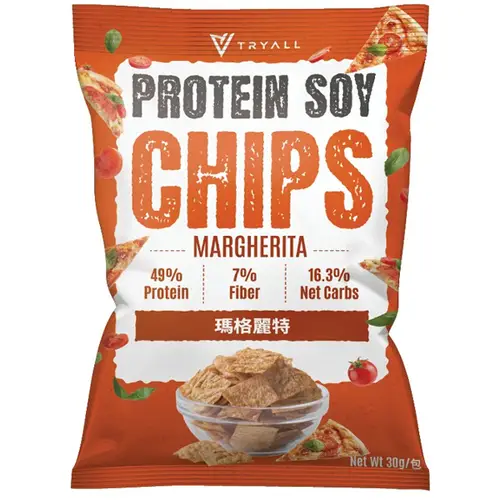 TRYALL
PROTEIN SOY
CHIPS
MARGHERITA
49% 7% 16.3%
Protein Fiber Net Carbs
瑪格麗特
Net Wt 30g/包